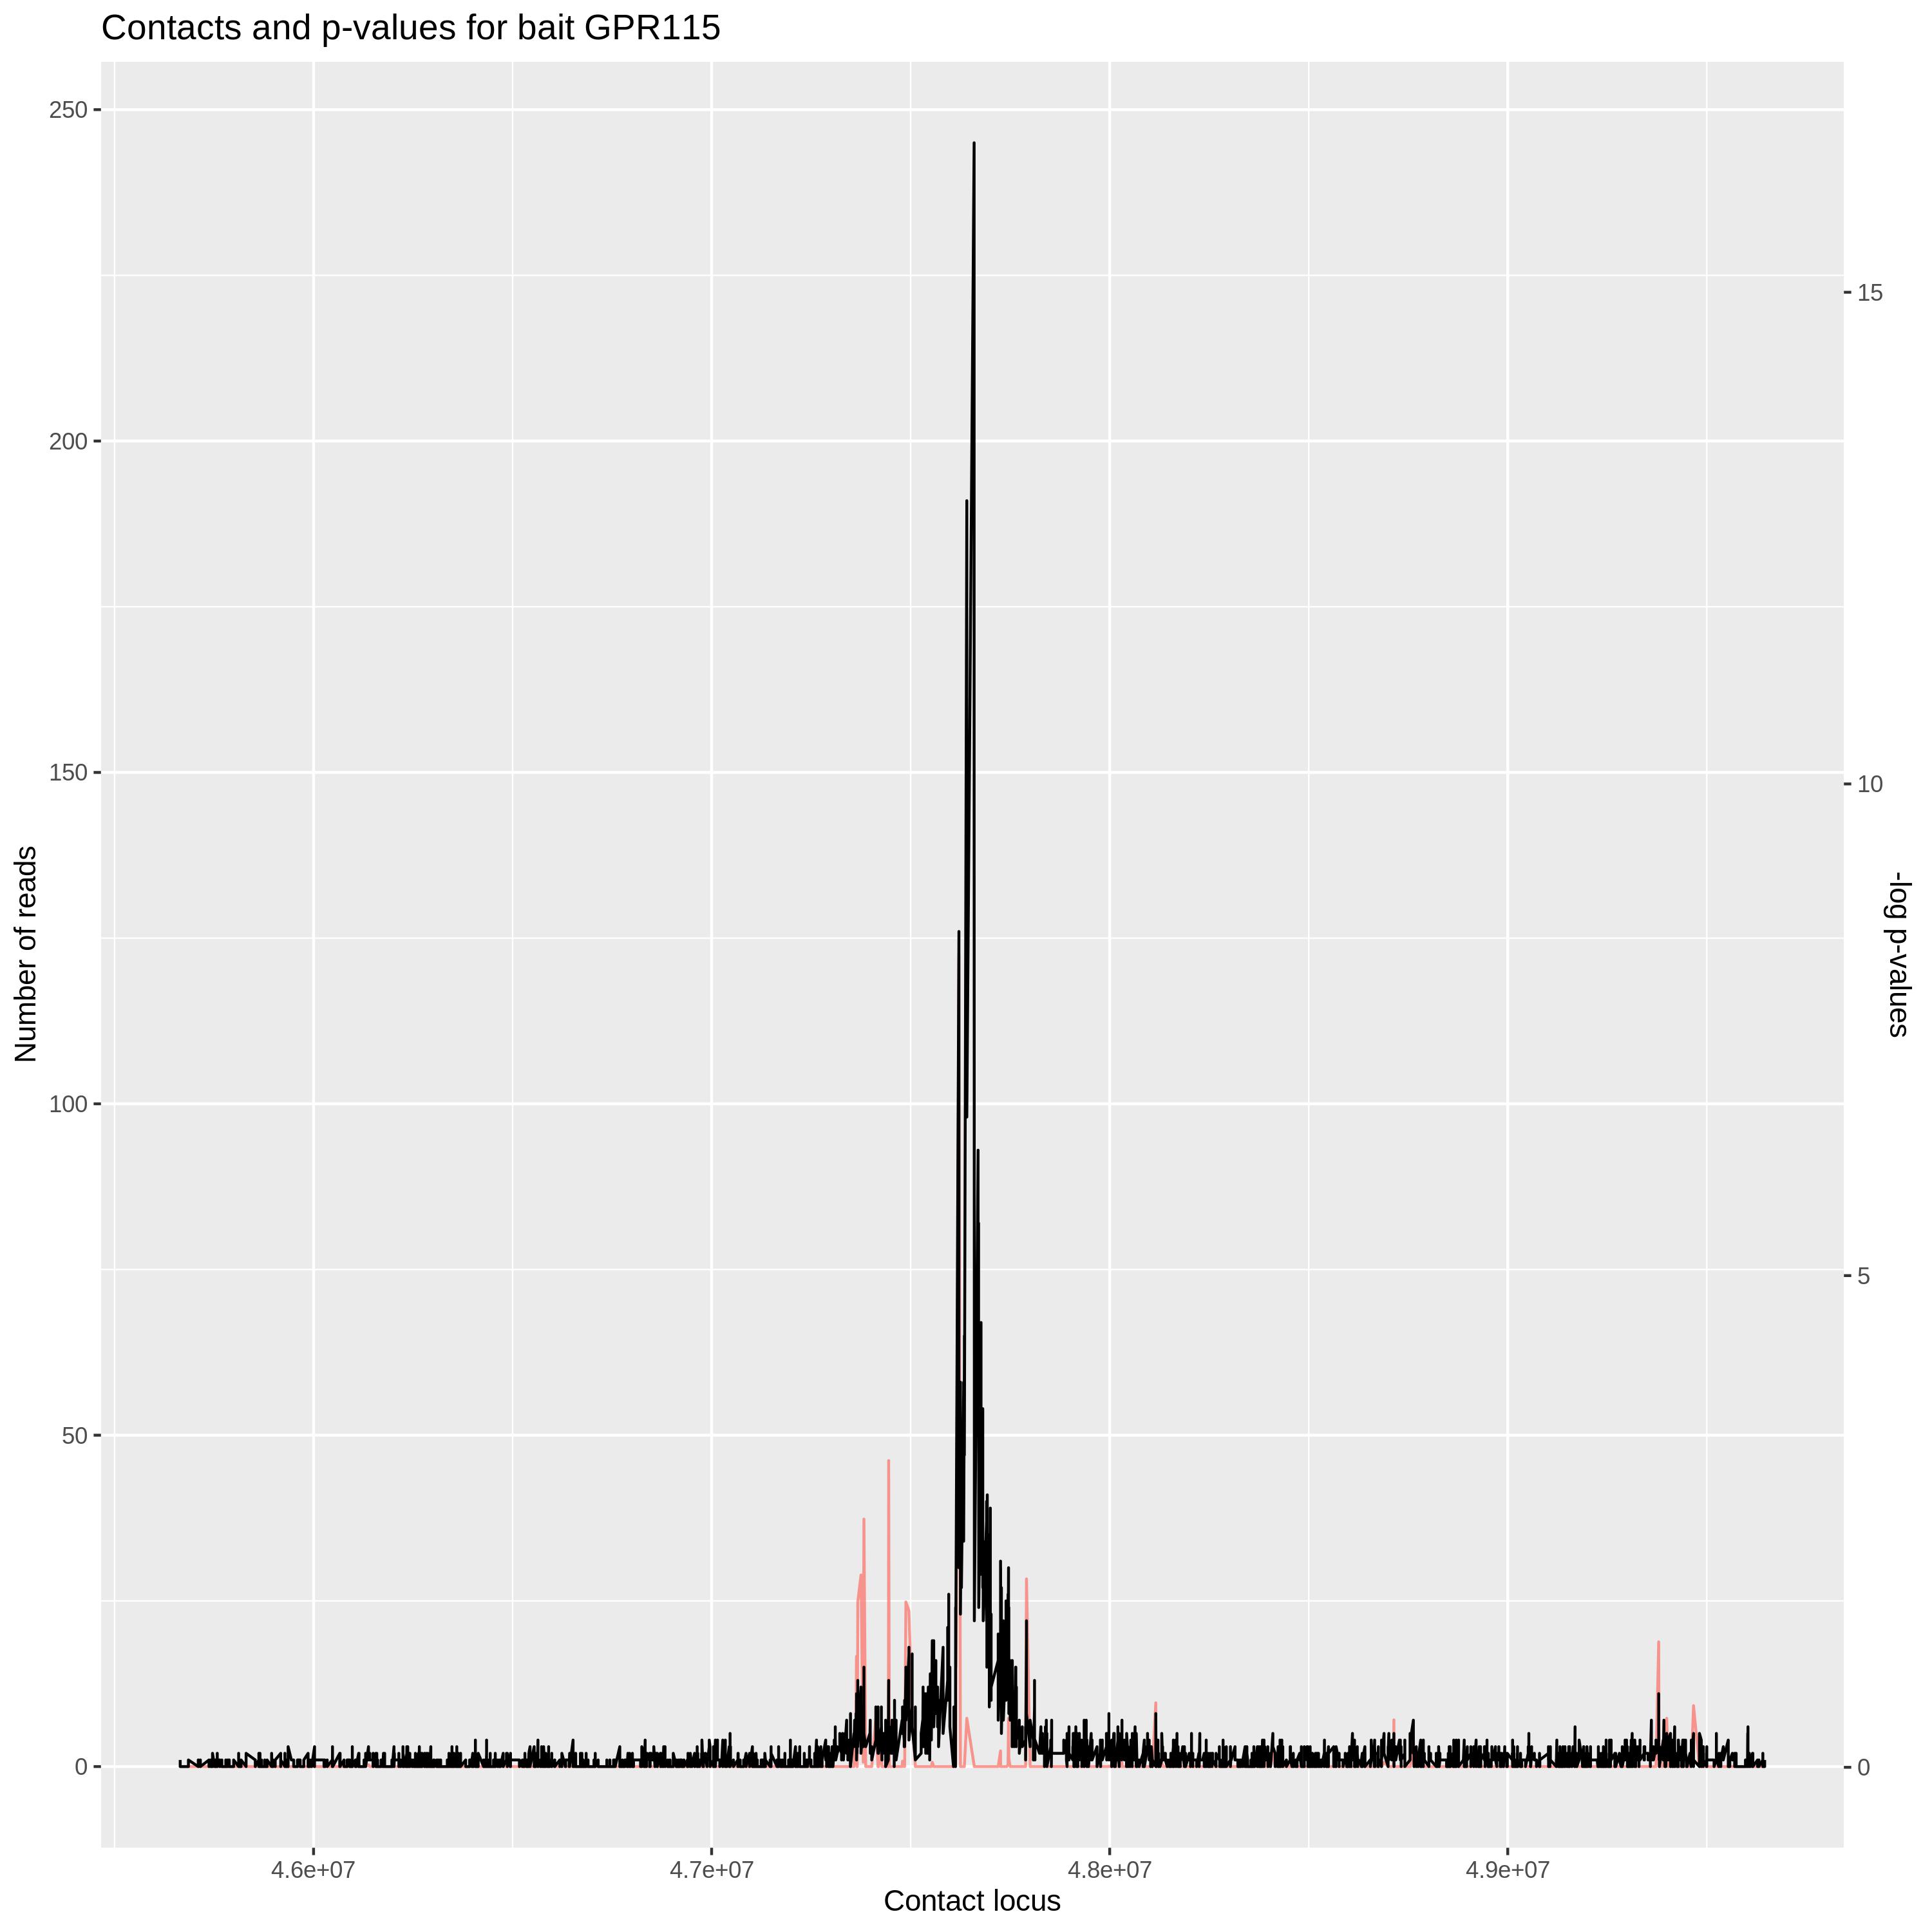 Contacts and p-values for bait GPR115
250
200
150
100
50
0
Number of reads
15
10
5
0
-log p-values
4.6e+07
4.7e+07
4.8e+07
4.9e+07
Contact locus